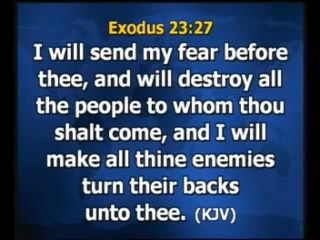 Exodus 23:27
I will send my fear before
thee, and will destroy all
the people to whom thou
shalt come, and I will
make all thine enemies
turn their backs
unto thee. (KJV)